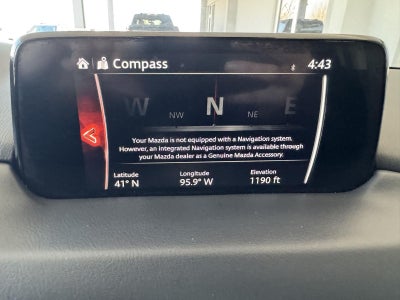 Compass 4:43
W N E
NW NE
Your Mazda is not equipped with a Navigation system.
However, an integrated Navigation system is available through
your Mazda dealer as a Genuine Mazda Accessory.
Latitude Longitude Elevation
41° N 95.9° W 1190 ft